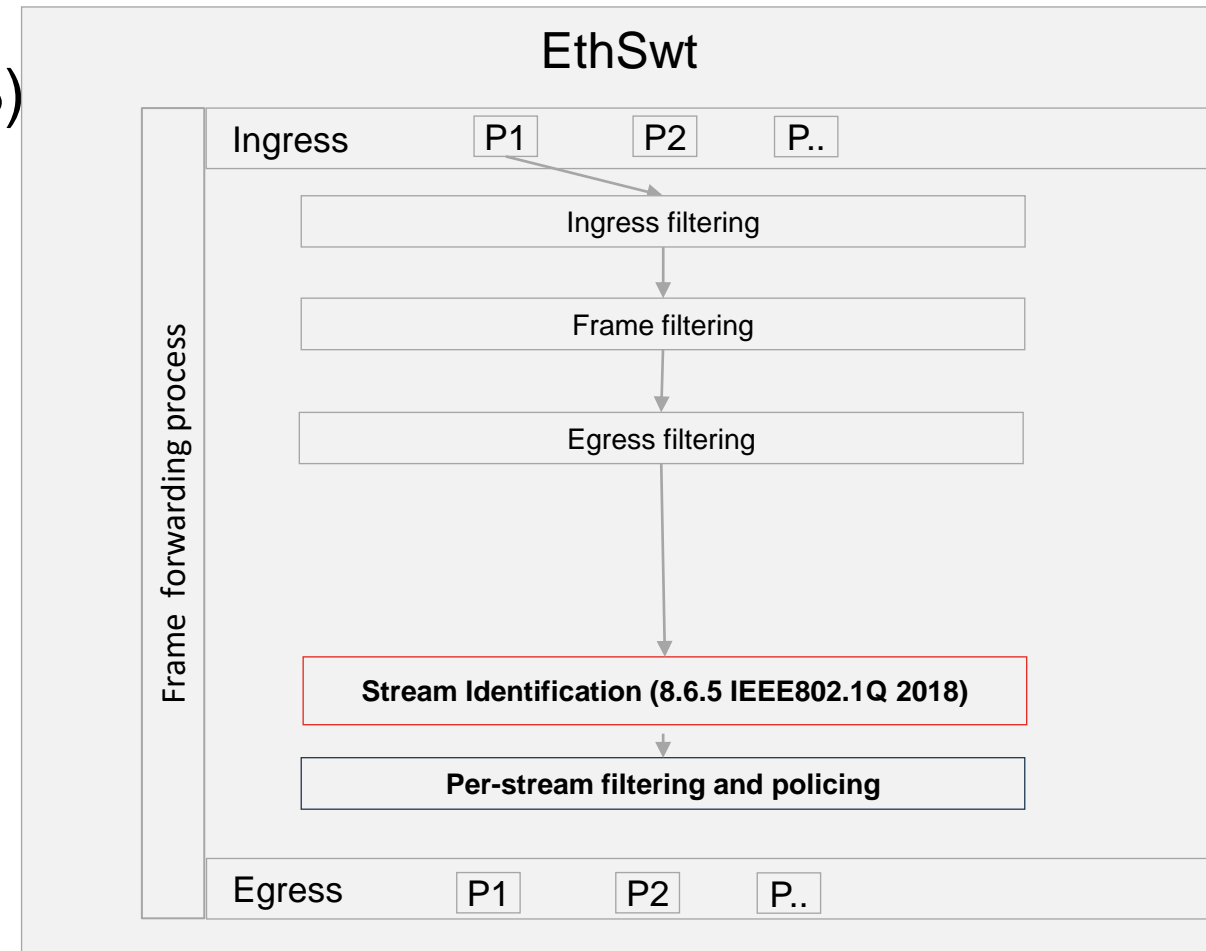 EthSwt
Ingress P1 P2 P..
Ingress filtering
Frame filtering
Egress filtering
Frame forwarding process
Stream Identification (8.6.5 IEEE802.1Q 2018)
Per-stream filtering and policing
Egress P1 P2 P..